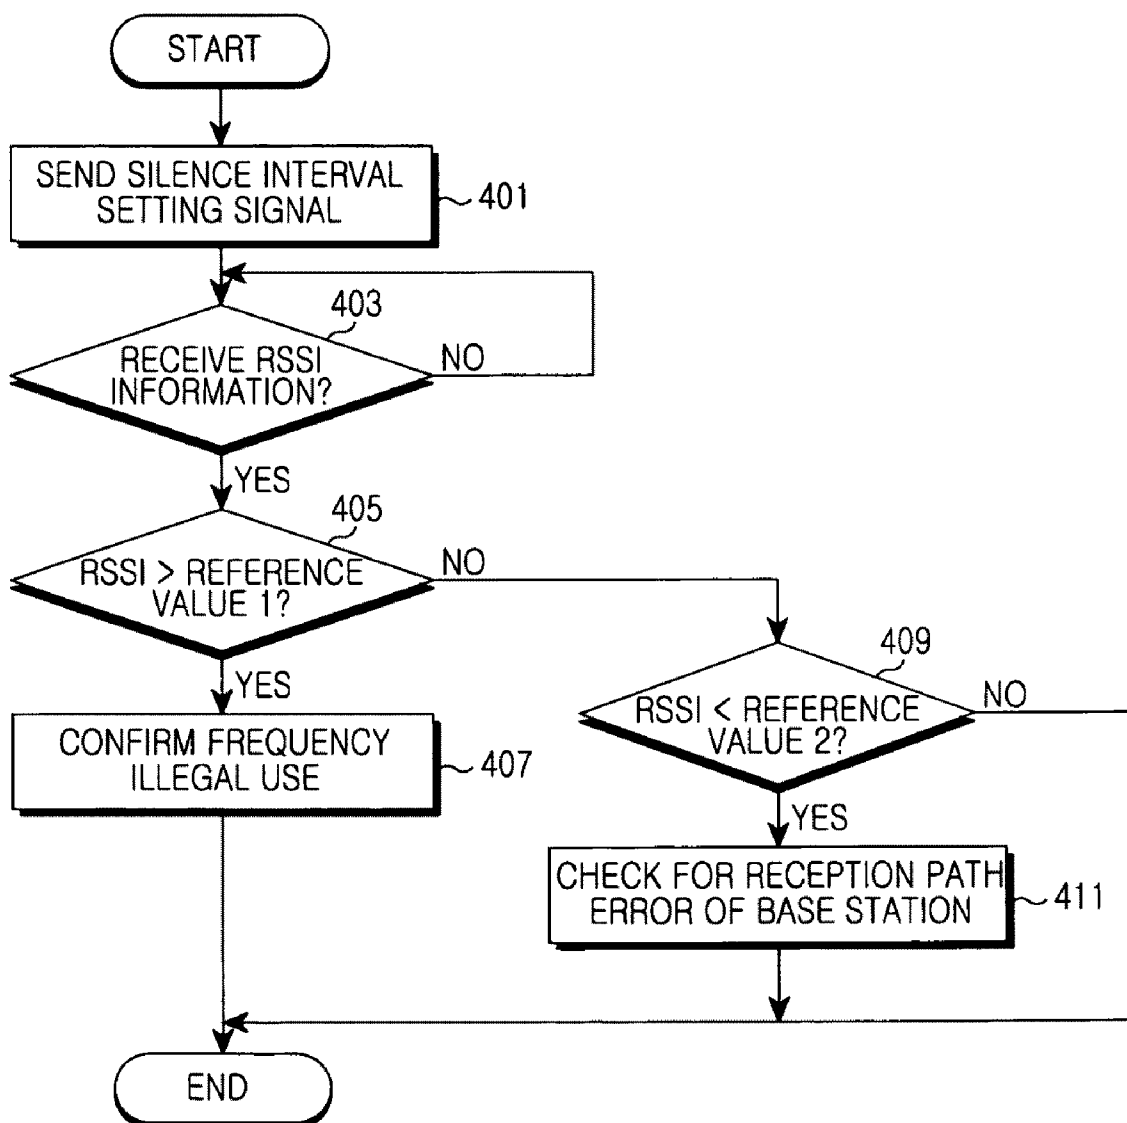 START
SEND SILENCE INTERVAL
SETTING SIGNAL
401
403
RECEIVE RSSI
INFORMATION?
NO
YES
405
RSSI > REFERENCE
VALUE 1?
NO
YES
409
RSSI < REFERENCE
VALUE 2?
NO
CONFIRM FREQUENCY
ILLEGAL USE
407
YES
CHECK FOR RECEPTION PATH
ERROR OF BASE STATION
411
END